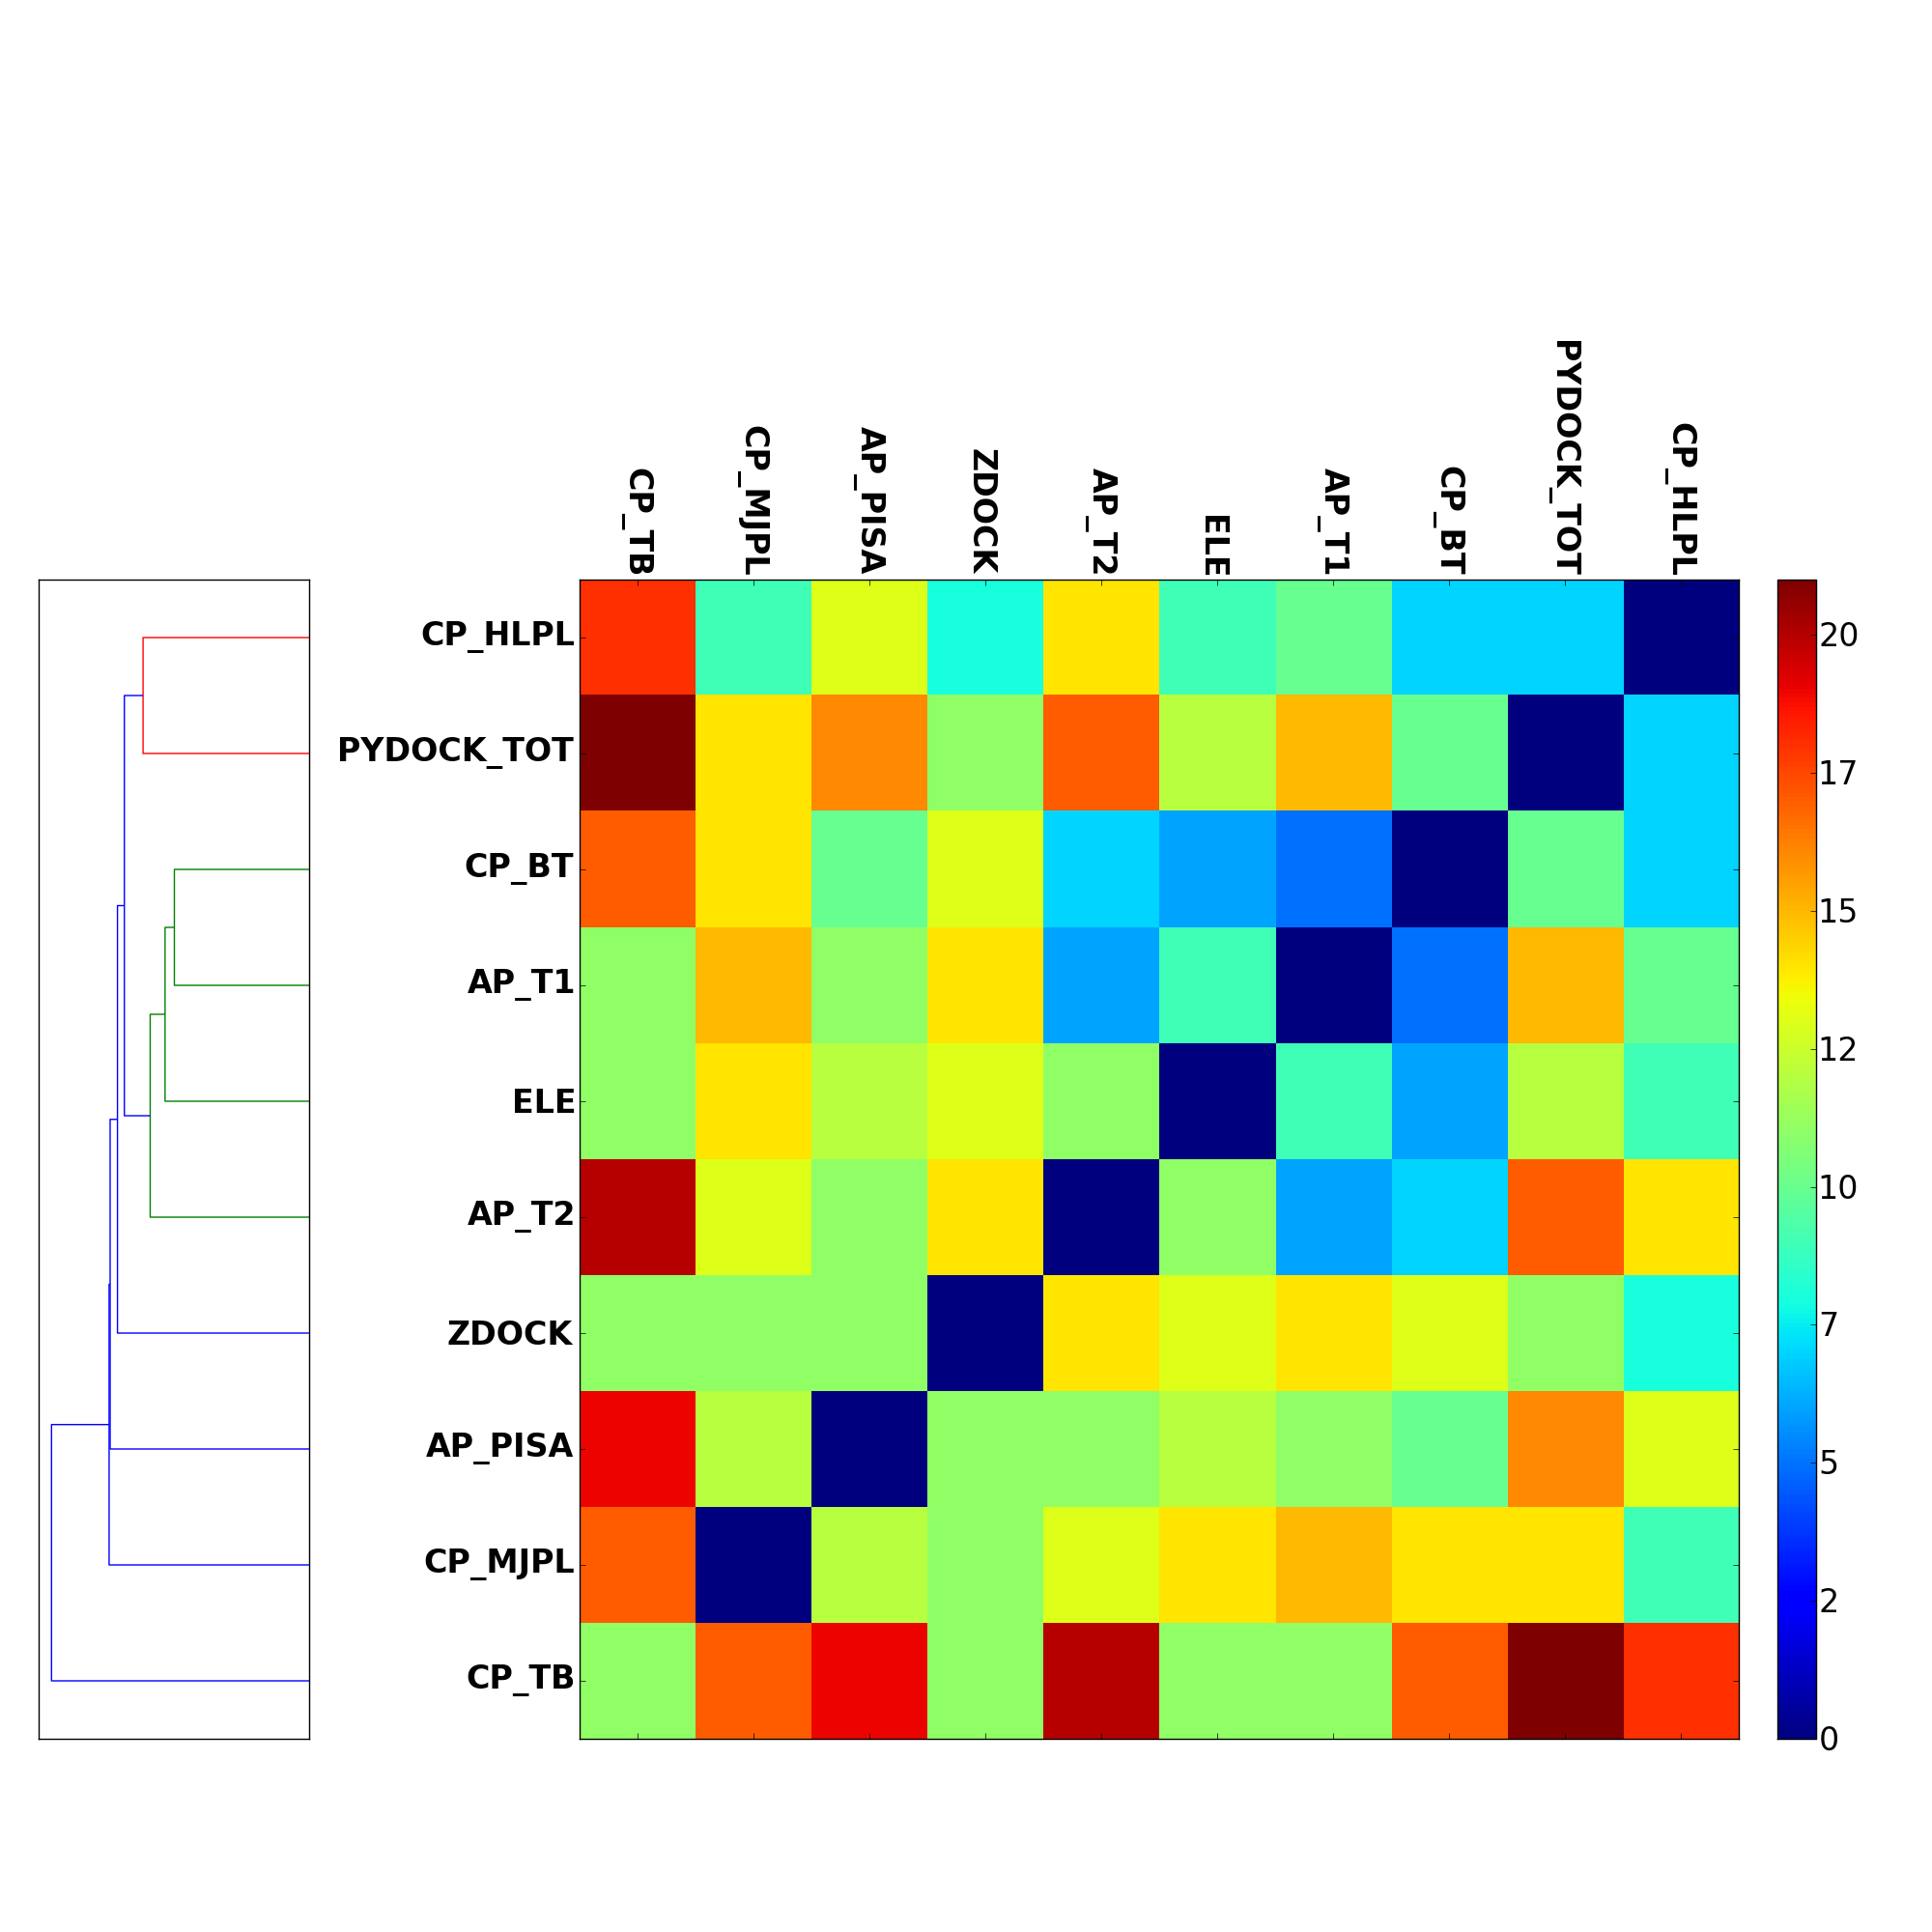 CP_TB
CP_MJPL
AP_PISA
ZDOCK
AP_T2
ELE
AP_T1
CP_BT
PYDOCK_TOT
CP_HLPL
CP_HLPL
PYDOCK_TOT
CP_BT
AP_T1
ELE
AP_T2
ZDOCK
AP_PISA
CP_MJPL
CP_TB
20
17
15
12
10
7
5
2
0